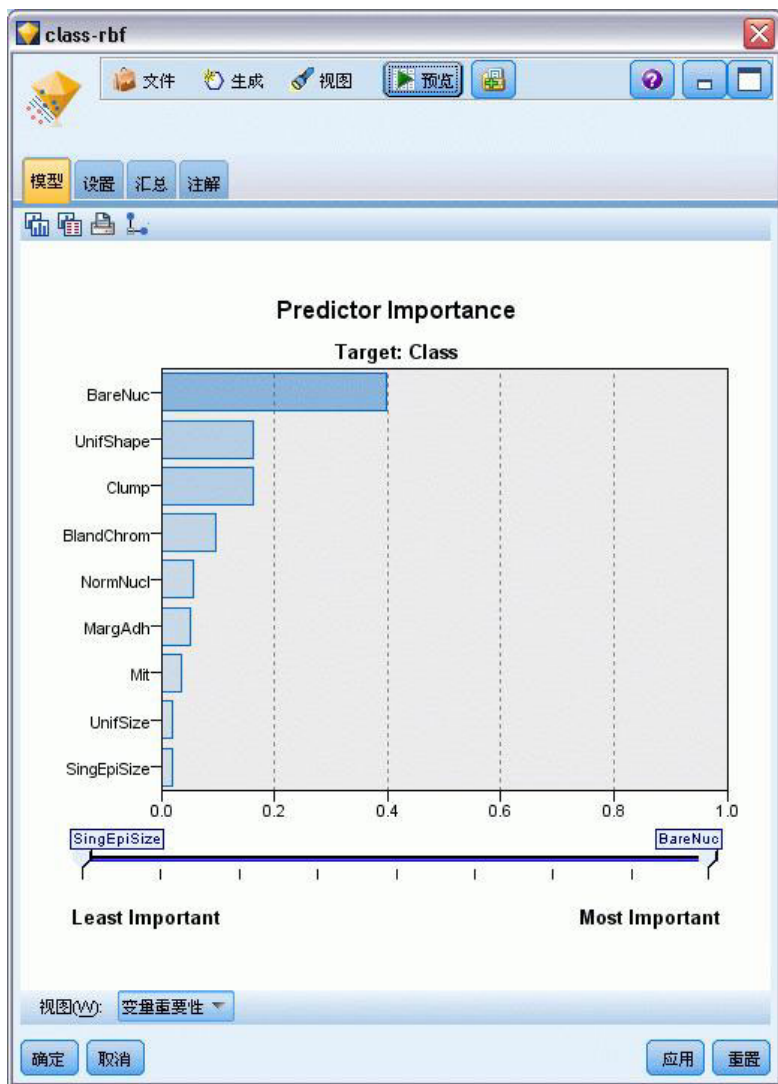 class-rbf
文件 生成 视图 预览
模型 设置 汇总 注解
Predictor Importance
Target: Class
BareNuc
UnifShape
Clump
BlandChrom
NormNucl
MargAdh
Mit
UnifSize
SingEpiSize
0.0 0.2 0.4 0.6 0.8 1.0
SingEpiSize BareNuc
Least Important Most Important
视图(W): 变量重要性
确定 取消 应用 重置